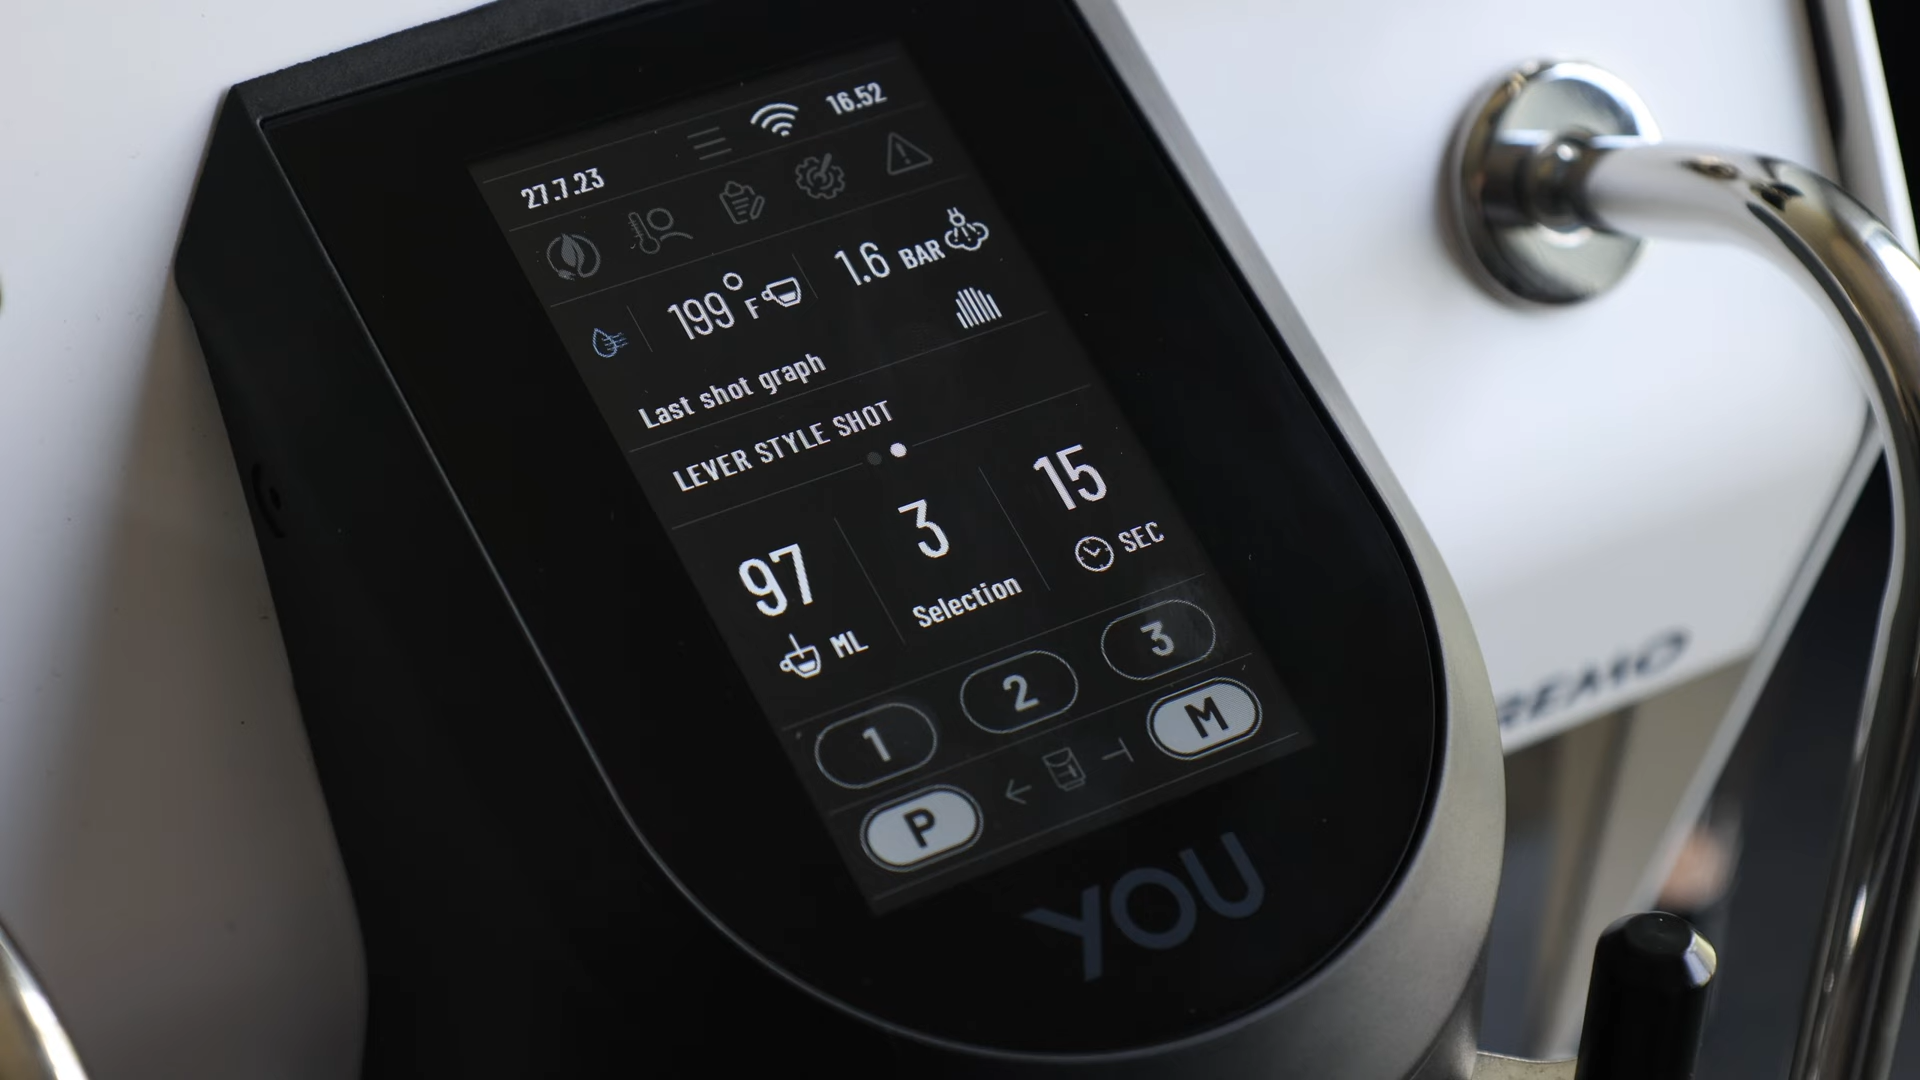 27.7.23 16.52
199°F 1.6 BAR
Last shot graph
LEVER STYLE SHOT
97 ML
3 Selection
15 SEC
1 2 3
P M
YOU
REMO